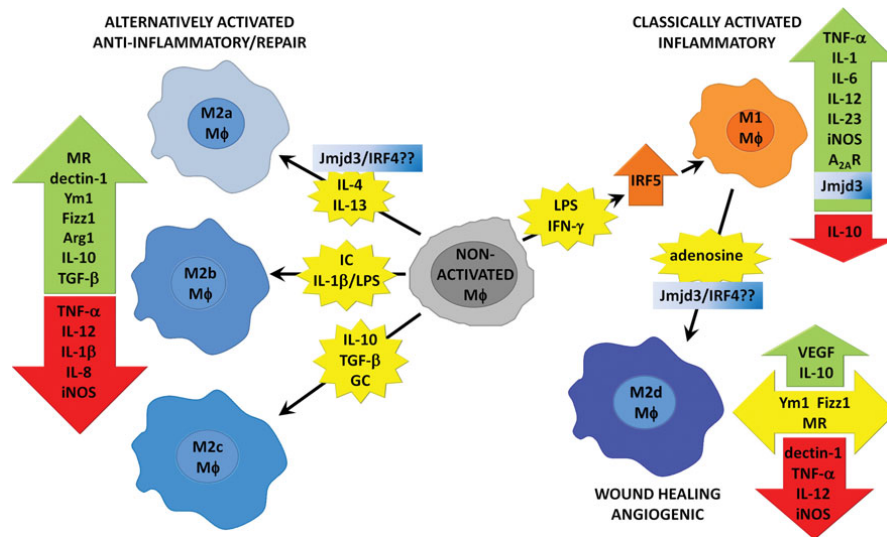 ALTERNATIVELY ACTIVATED
ANTI-INFLAMMATORY/REPAIR
CLASSICALLY ACTIVATED
INFLAMMATORY
M2a
Mϕ
MR
dectin-1
Ym1
Fizz1
Arg1
IL-10
TGF-β
TNF-α
IL-12
IL-1β
IL-8
iNOS
Jmjd3/IRF4??
IL-4
IL-13
M2b
Mϕ
IC
IL-1β/LPS
NON-
ACTIVATED
Mϕ
IL-10
TGF-β
GC
M2c
Mϕ
LPS
IFN-γ
IRF5
M1
Mϕ
TNF-α
IL-1
IL-6
IL-12
IL-23
iNOS
A2AR
Jmjd3
IL-10
adenosine
Jmjd3/IRF4??
M2d
Mϕ
VEGF
IL-10
Ym1 Fizz1
MR
dectin-1
TNF-α
IL-12
iNOS
WOUND HEALING
ANGIOGENIC